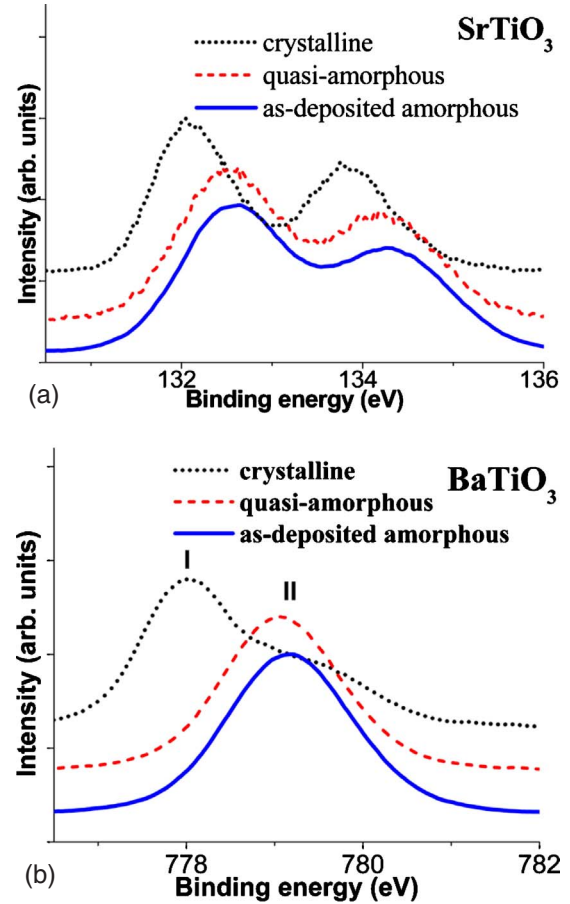 SrTiO3
crystalline
quasi-amorphous
as-deposited amorphous
Intensity (arb. units)
132 134 136
Binding energy (eV)
(a)
BaTiO3
crystalline
quasi-amorphous
as-deposited amorphous
I
II
Intensity (arb. units)
778 780 782
Binding energy (eV)
(b)